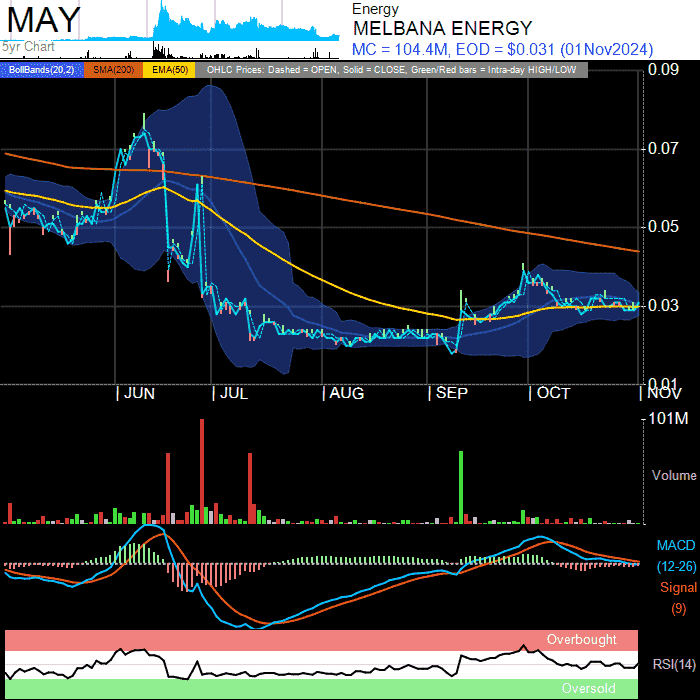 MAY
5yr Chart
Energy
MELBANA ENERGY
MC = 104.4M, EOD = $0.031 (01Nov2024)
BollBands(20,2) SMA(200) EMA(50) OHLC Prices: Dashed = OPEN, Solid = CLOSE, Green/Red bars = Intra-day HIGH/LOW
0.09
0.07
0.05
0.03
0.01
| JUN | JUL | AUG | SEP | OCT | NOV
101M
Volume
MACD
(12-26)
Signal
(9)
Overbought
RSI(14)
Oversold